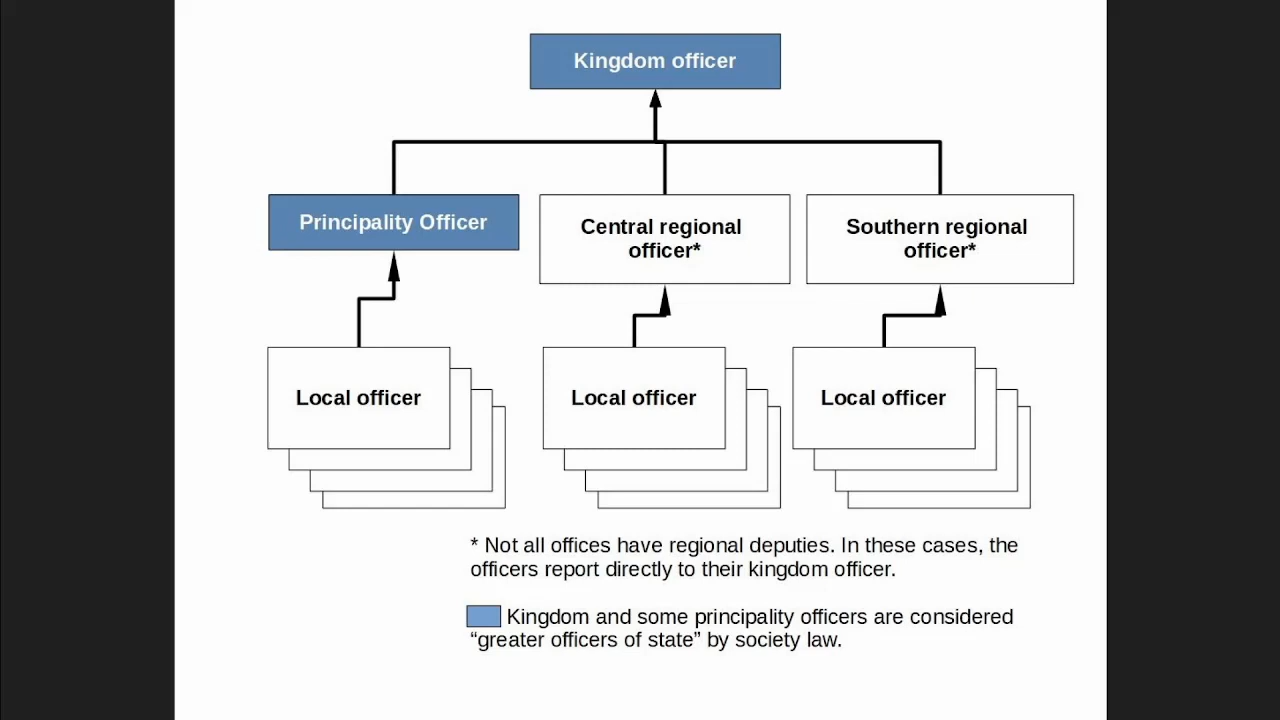 Kingdom officer
Principality Officer
Central regional
officer*
Southern regional
officer*
Local officer
Local officer
Local officer
* Not all offices have regional deputies. In these cases, the
officers report directly to their kingdom officer.
Kingdom and some principality officers are considered
“greater officers of state” by society law.